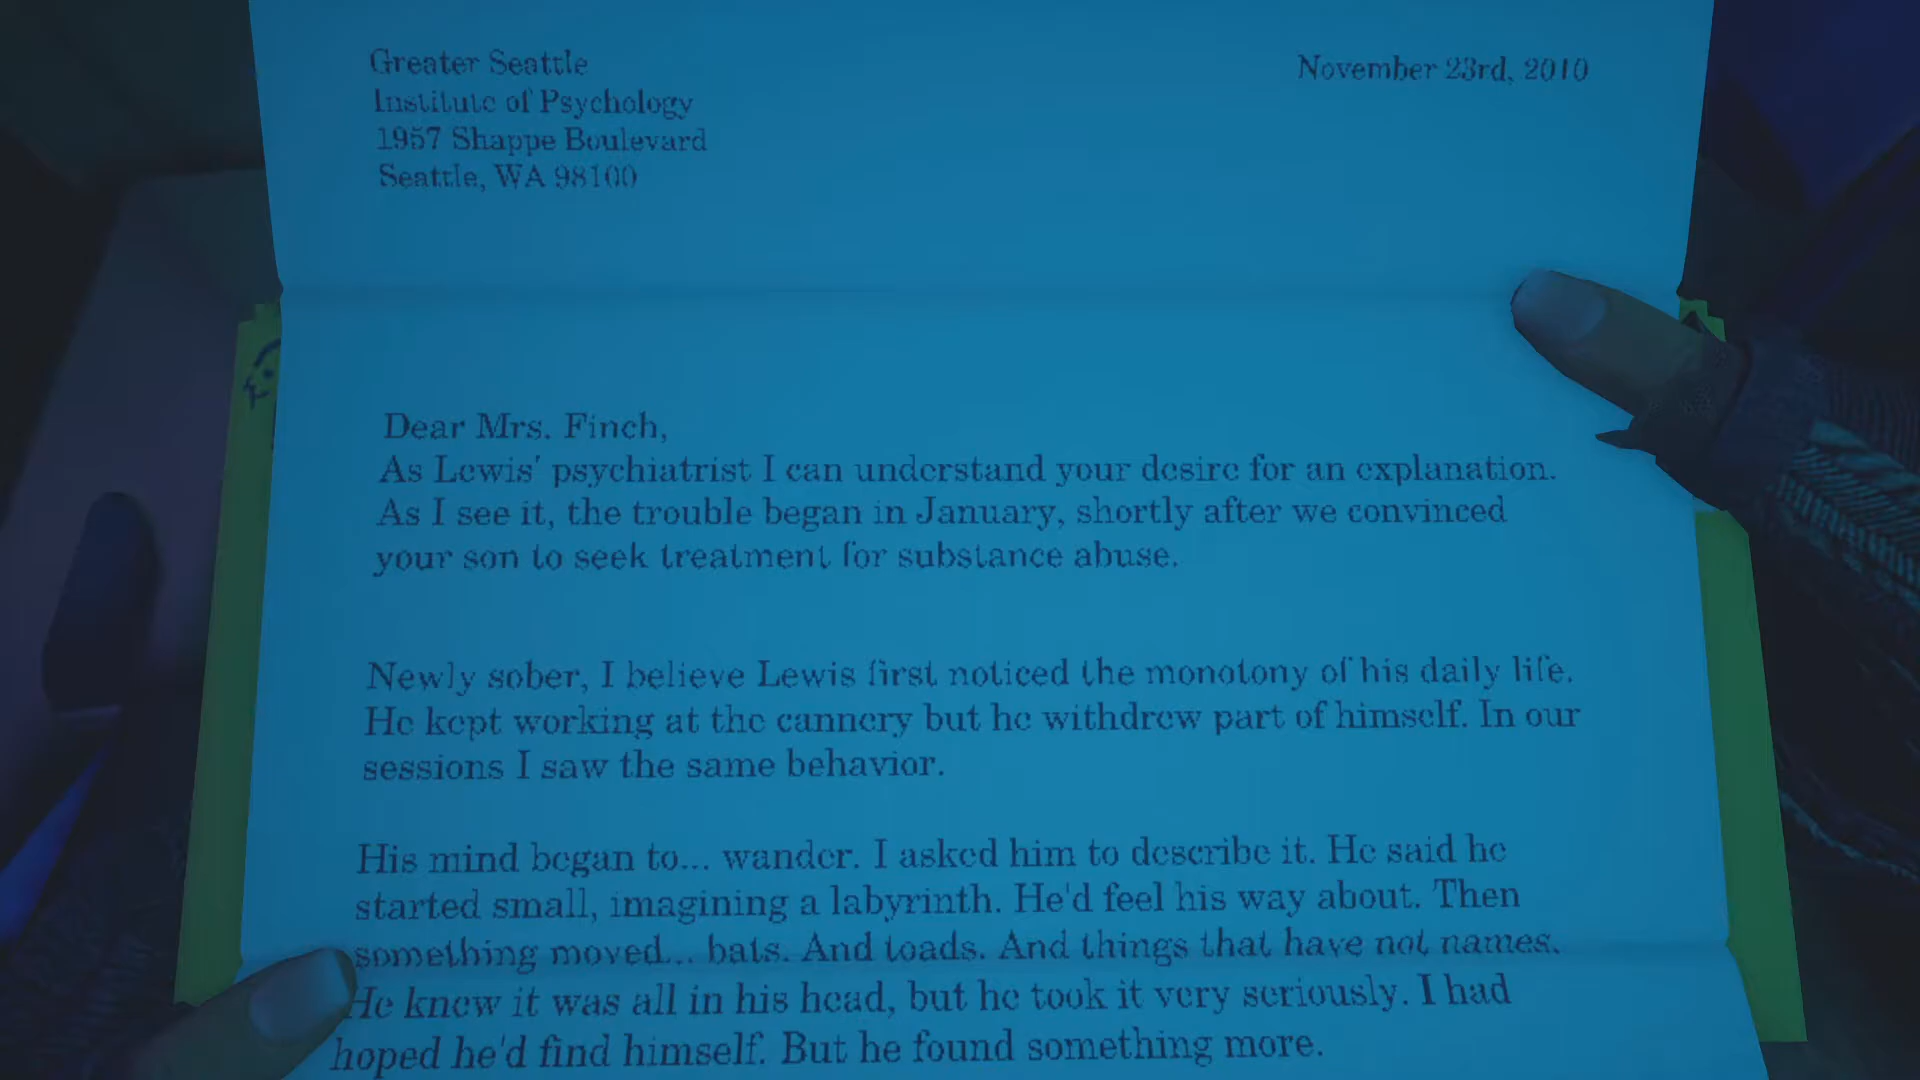 Greater Seattle
November 23rd, 2010
Institute of Psychology
1957 Shappe Boulevard
Seattle, WA 98100
Dear Mrs. Finch,
As Lewis' psychiatrist I can understand your desire for an explanation.
As I see it, the trouble began in January, shortly after we convinced
your son to seek treatment for substance abuse.
Newly sober, I believe Lewis first noticed the monotony of his daily life.
He kept working at the cannery but he withdrew part of himself. In our
sessions I saw the same behavior.
His mind began to... wander. I asked him to describe it. He said he
started small, imagining a labyrinth. He'd feel his way about. Then
something moved... bats. And toads. And things that have not names.
He knew it was all in his head, but he took it very seriously. I had
hoped he'd find himself. But he found something more.